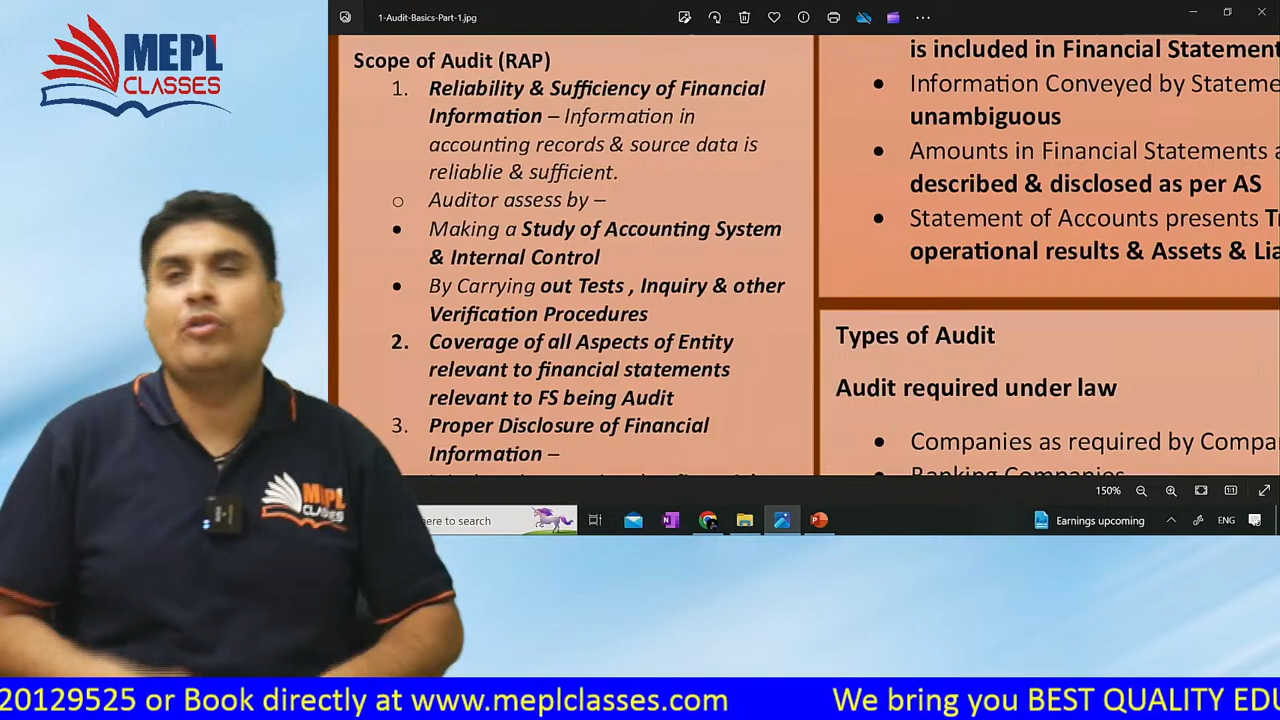 MEPL
CLASSES
1-Audit-Basics-Part-1.jpg
Scope of Audit (RAP)
1. Reliability & Sufficiency of Financial
Information – Information in
accounting records & source data is
reliablie & sufficient.
o Auditor assess by –
• Making a Study of Accounting System
& Internal Control
• By Carrying out Tests , Inquiry & other
Verification Procedures
2. Coverage of all Aspects of Entity
relevant to financial statements
relevant to FS being Audit
3. Proper Disclosure of Financial
Information –
is included in Financial Statement
• Information Conveyed by Stateme
unambiguous
• Amounts in Financial Statements a
described & disclosed as per AS
• Statement of Accounts presents T
operational results & Assets & Lia
Types of Audit
Audit required under law
• Companies as required by Compa
• Banking Companies
150%
here to search
Earnings upcoming
ENG
MEPL
CLASSES
20129525 or Book directly at www.meplclasses.com
We bring you BEST QUALITY EDU